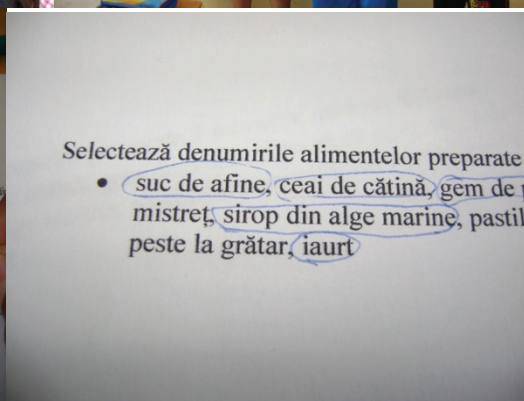 Selectează denumirile alimentelor preparate
• suc de afine, ceai de cătină, gem de
mistreț, sirop din alge marine,
peste la grătar, iaurt